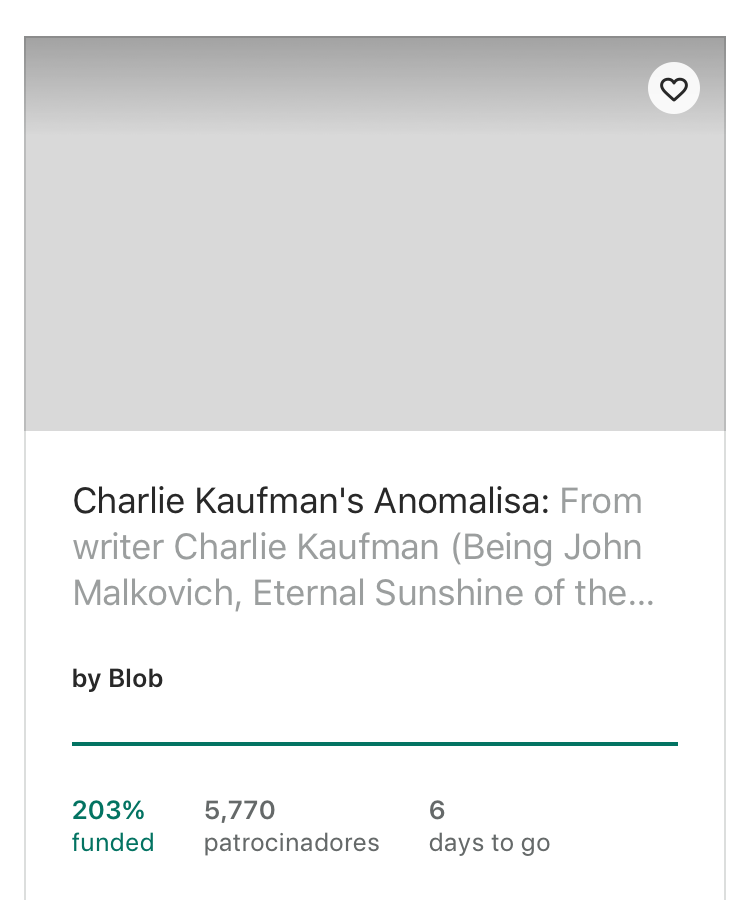 Charlie Kaufman's Anomalisa: From
writer Charlie Kaufman (Being John
Malkovich, Eternal Sunshine of the...
by Blob
203%
funded
5,770
patrocinadores
6
days to go